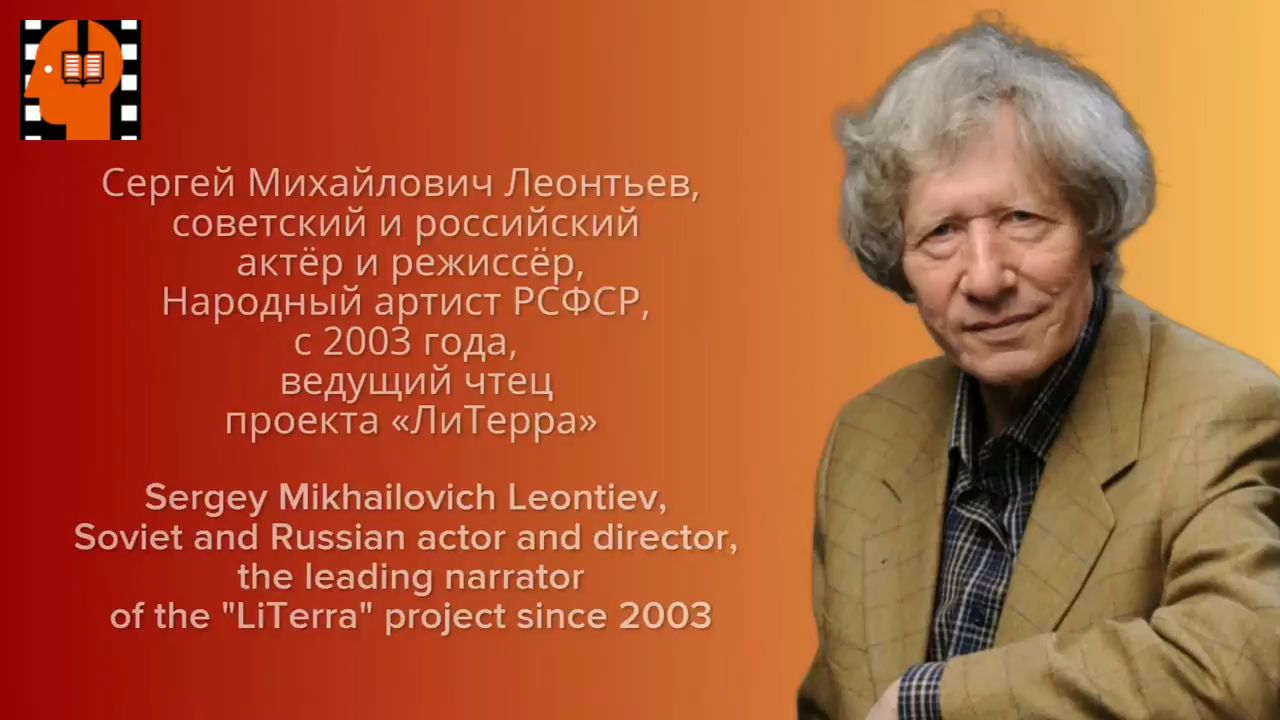 Сергей Михайлович Леонтьев,
советский и российский
актёр и режиссёр,
Народный артист РСФСР,
с 2003 года,
ведущий чтец
проекта «ЛиТерра»
Sergey Mikhailovich Leontiev,
Soviet and Russian actor and director,
the leading narrator
of the "LiTerra" project since 2003